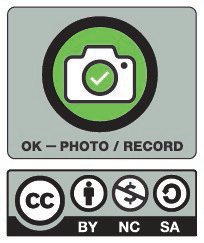 OK – PHOTO / RECORD
cc
BY NC SA